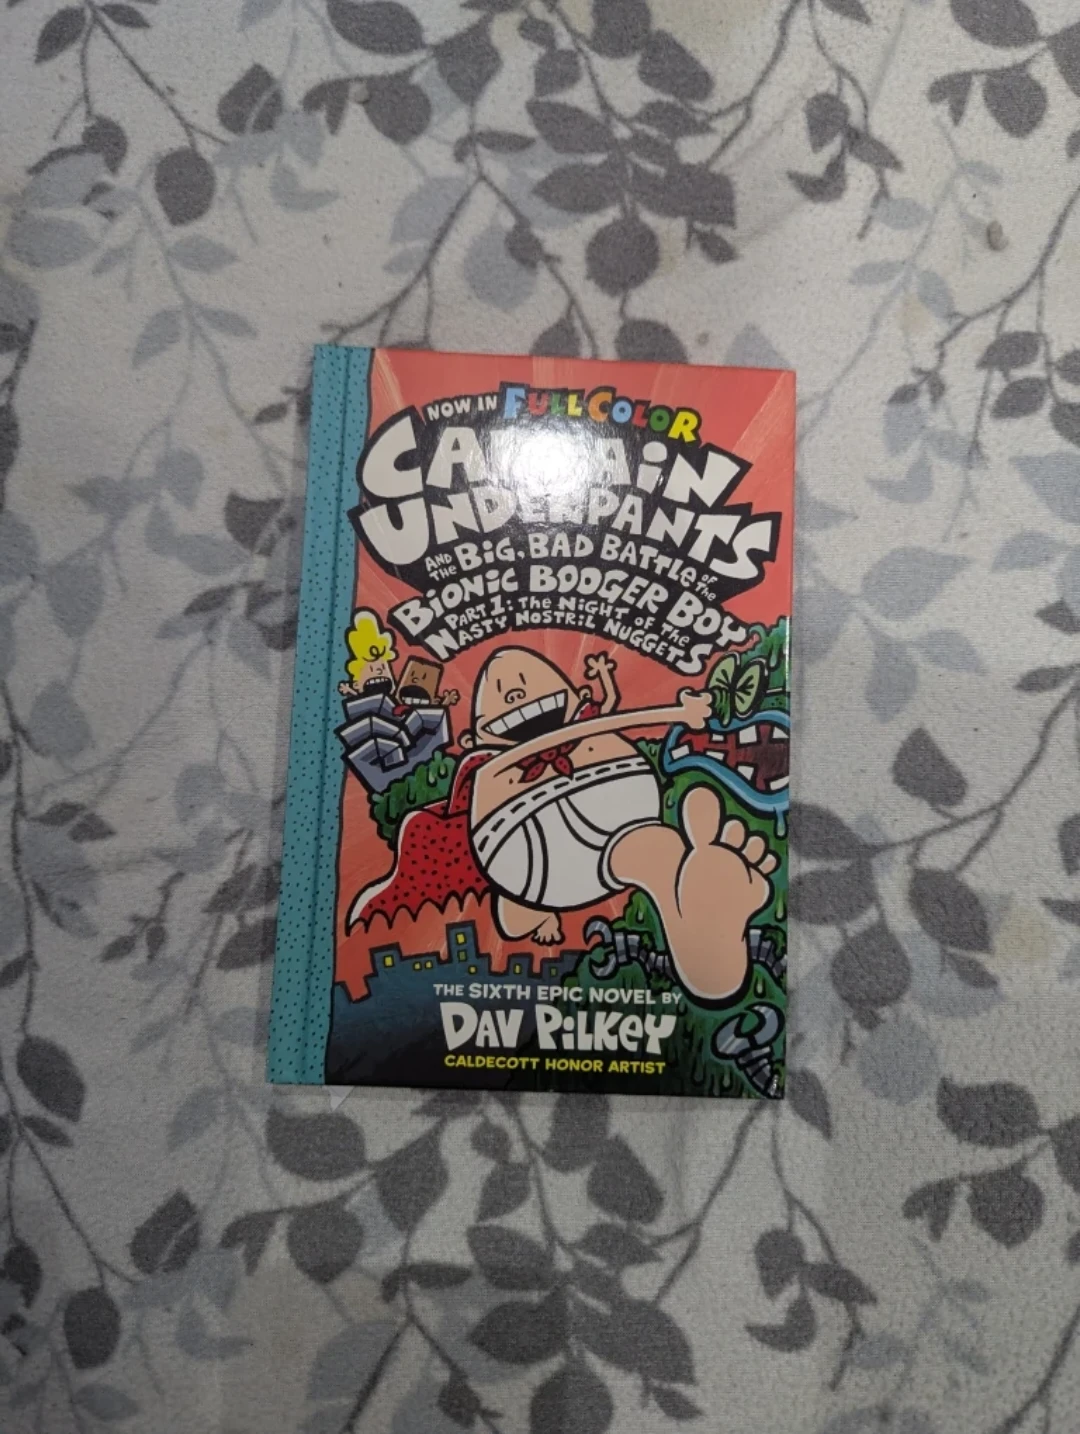 NOW IN FULL COLOR
CAPTAIN
UNDERPANTS
AND THE BIG, BAD BATTLE OF THE
BIONIC BOOGER BOY
PART 1: THE NIGHT OF THE
NASTY NOSTRIL NUGGETS
THE SIXTH EPIC NOVEL BY
DAV PILKEY
CALDECOTT HONOR ARTIST